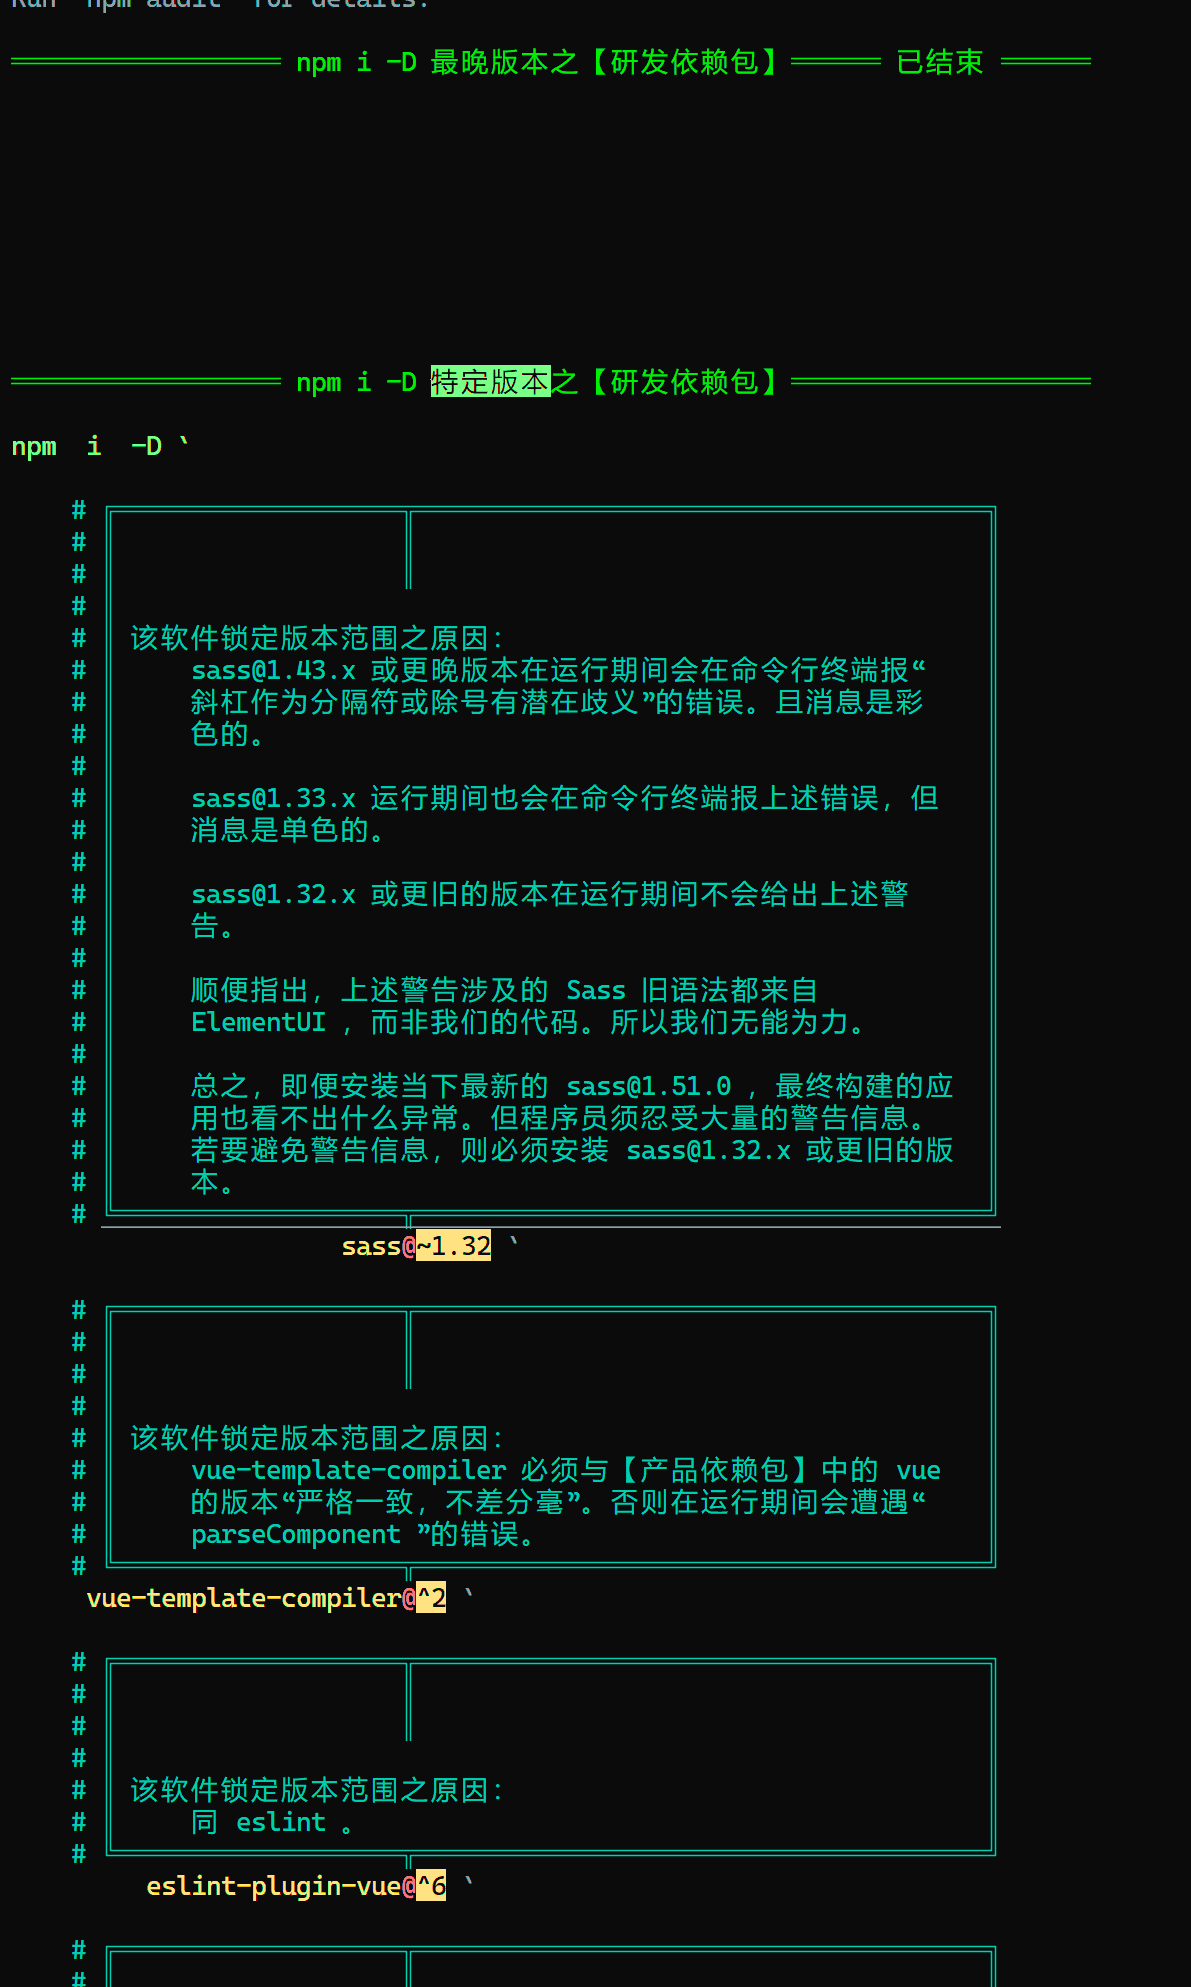 Run `npm audit` for details.
══════════════════ npm i -D 最晚版本之【研发依赖包】══════ 已结束 ══════
══════════════════ npm i -D 特定版本之【研发依赖包】════════════════════
npm  i  -D `
#
#
#
#
# 该软件锁定版本范围之原因：
# sass@1.43.x 或更晚版本在运行期间会在命令行终端报“
# 斜杠作为分隔符或除号有潜在歧义”的错误。且消息是彩
# 色的。
#
# sass@1.33.x 运行期间也会在命令行终端报上述错误，但
# 消息是单色的。
#
# sass@1.32.x 或更旧的版本在运行期间不会给出上述警
# 告。
#
# 顺便指出，上述警告涉及的 Sass 旧语法都来自
# ElementUI ，而非我们的代码。所以我们无能为力。
#
# 总之，即便安装当下最新的 sass@1.51.0 ，最终构建的应
# 用也看不出什么异常。但程序员须忍受大量的警告信息。
# 若要避免警告信息，则必须安装 sass@1.32.x 或更旧的版
# 本。
#
sass@~1.32 `
#
#
#
#
# 该软件锁定版本范围之原因：
# vue-template-compiler 必须与【产品依赖包】中的 vue
# 的版本“严格一致，不差分毫”。否则在运行期间会遭遇“
# parseComponent ”的错误。
#
vue-template-compiler@^2 `
#
#
#
#
# 该软件锁定版本范围之原因：
# 同 eslint 。
#
eslint-plugin-vue@^6 `
#
#